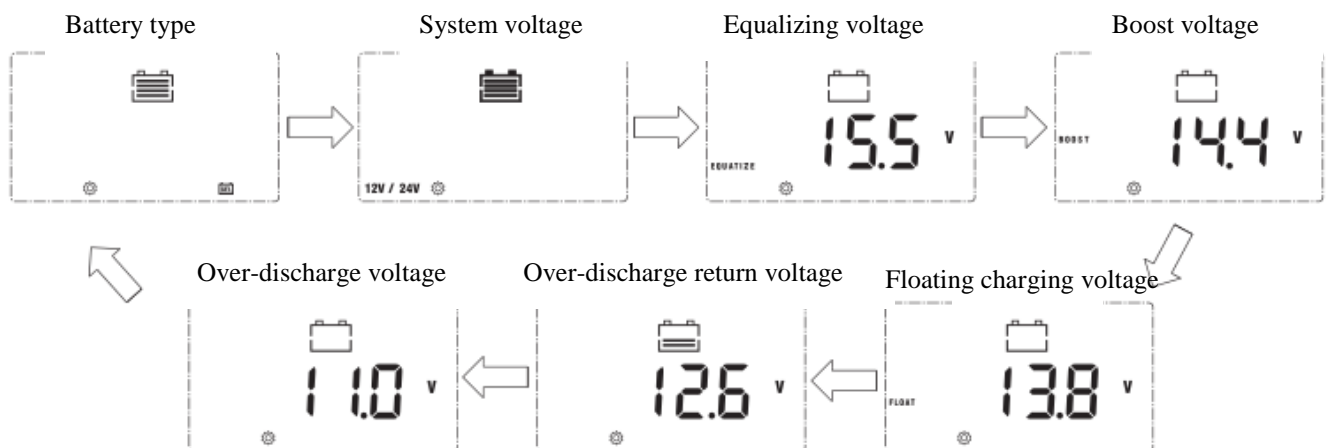 Battery type
System voltage
Equalizing voltage
Boost voltage
12V / 24V
EQUATIZE
15.5 V
BOOST
14.4 V
Over-discharge voltage
Over-discharge return voltage
Floating charging voltage
11.0 V
12.6 V
FLOAT
13.8 V